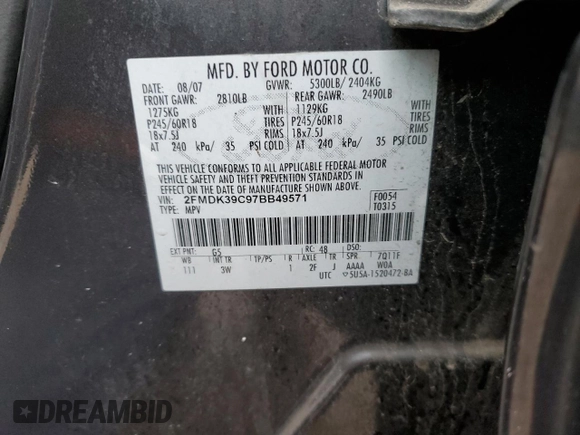 MFD. BY FORD MOTOR CO.
DATE: 08/07 GVWR: 5300LB/ 2404KG
FRONT GAWR: 2810LB REAR GAWR: 2490LB
1275KG 1129KG
P245/60R18 TIRES P245/60R18 TIRES
18x7.5J RIMS 18x7.5J RIMS
AT 240 kPa/ 35 PSI COLD AT 240 kPa/ 35 PSI COLD
THIS VEHICLE CONFORMS TO ALL APPLICABLE FEDERAL MOTOR
VEHICLE SAFETY AND THEFT PREVENTION STANDARDS IN
EFFECT ON THE DATE OF MANUFACTURE SHOWN ABOVE.
VIN: 2FMDK39C97BB49571
TYPE: MPV
F0054
T0315
EXT PNT: G5 RC: 48 DSO:
WB INT TR TP/PS R AXLE TR SPR 7Q11F
111 3W 1 2F J AAAA W0A
UTC 5U5A-1520472-BA
DREAMBID